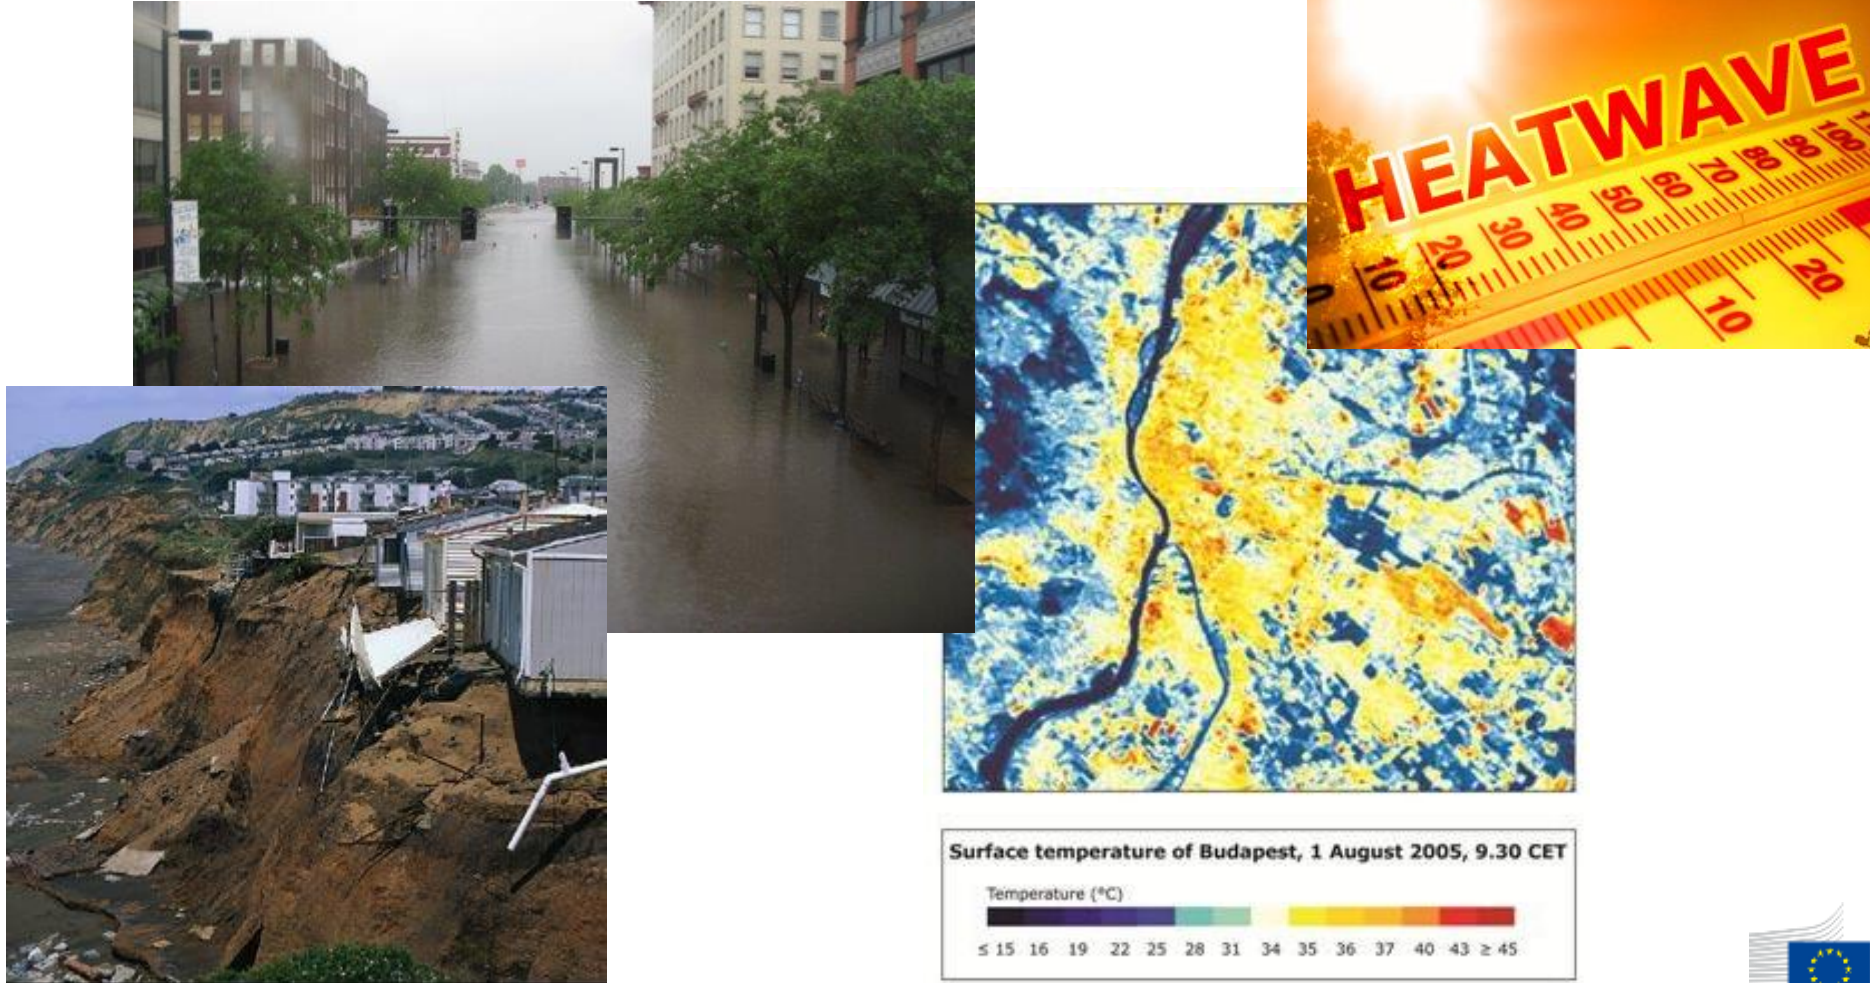 HEATWAVE
0 10 20 30 40 50 60 70 80 90 100
10 20
Surface temperature of Budapest, 1 August 2005, 9.30 CET
Temperature (°C)
≤ 15 16 19 22 25 28 31 34 35 36 37 40 43 ≥ 45